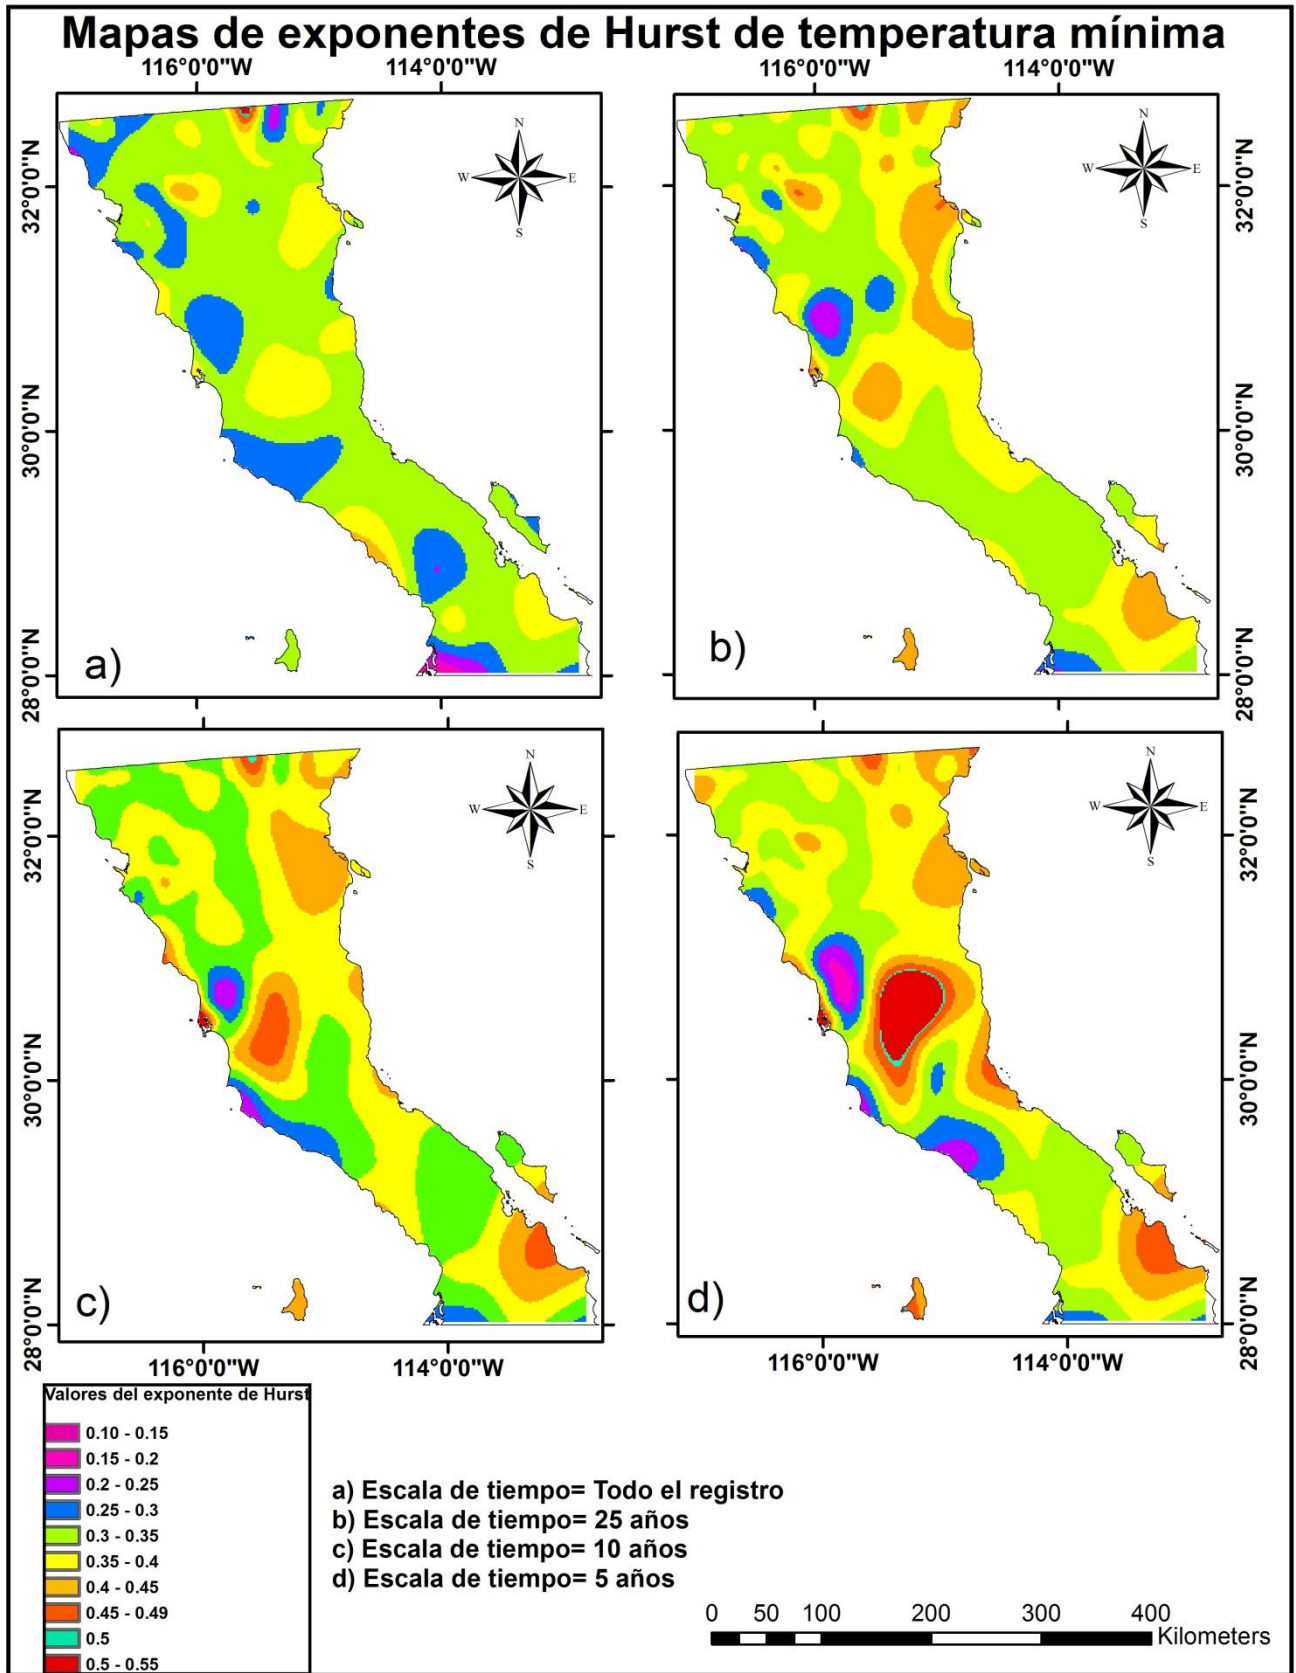 Mapas de exponentes de Hurst de temperatura mínima
116°0'0"W 114°0'0"W 116°0'0"W 114°0'0"W
32°0'0"N
30°0'0"N
28°0'0"N
N
W E
S
a)
N
W E
S
b)
32°0'0"N
30°0'0"N
28°0'0"N
32°0'0"N
30°0'0"N
28°0'0"N
N
W E
S
c)
N
W E
S
d)
32°0'0"N
30°0'0"N
28°0'0"N
116°0'0"W 114°0'0"W 116°0'0"W 114°0'0"W
Valores del exponente de Hurst
0.10 - 0.15
0.15 - 0.2
0.2 - 0.25
0.25 - 0.3
0.3 - 0.35
0.35 - 0.4
0.4 - 0.45
0.45 - 0.49
0.5
0.5 - 0.55
a) Escala de tiempo= Todo el registro
b) Escala de tiempo= 25 años
c) Escala de tiempo= 10 años
d) Escala de tiempo= 5 años
0 50 100 200 300 400
Kilometers